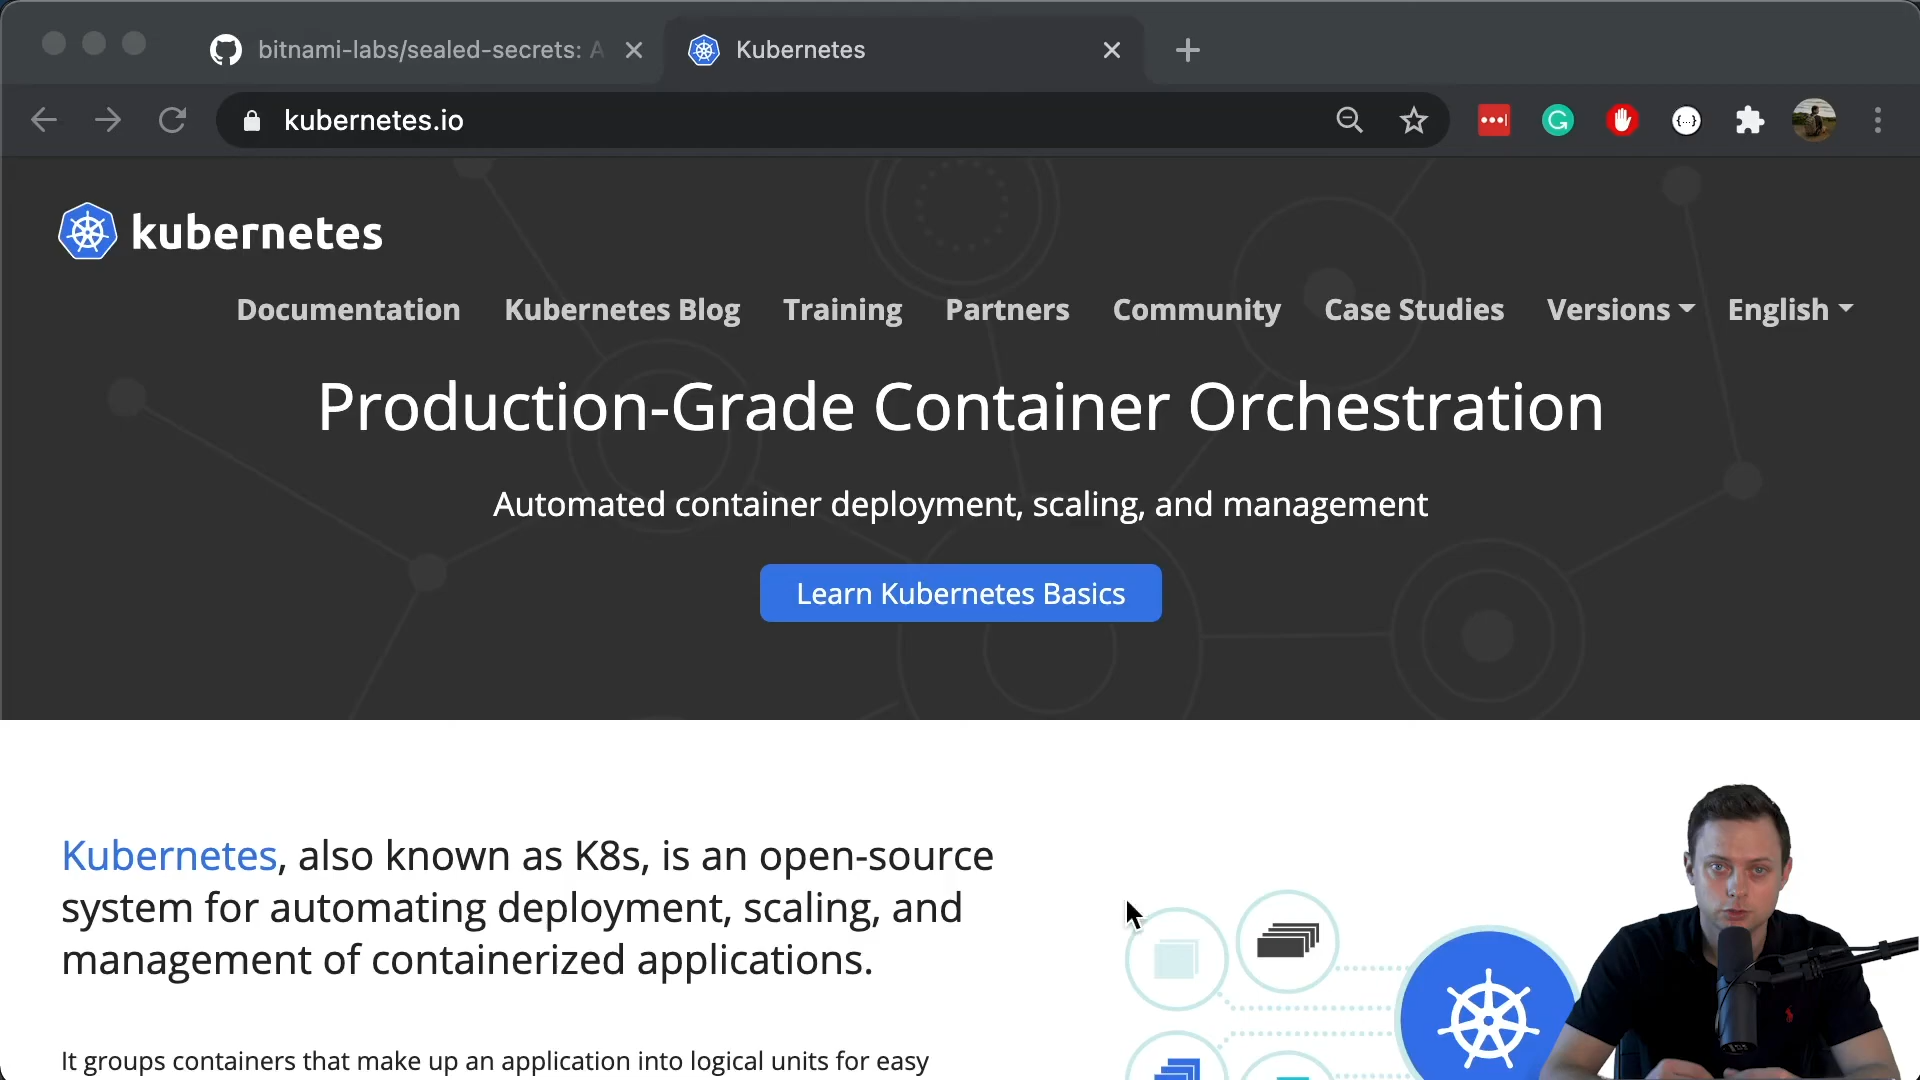 bitnami-labs/sealed-secrets: A
Kubernetes
kubernetes.io
kubernetes
Documentation Kubernetes Blog Training Partners Community Case Studies Versions English
Production-Grade Container Orchestration
Automated container deployment, scaling, and management
Learn Kubernetes Basics
Kubernetes, also known as K8s, is an open-source
system for automating deployment, scaling, and
management of containerized applications.
It groups containers that make up an application into logical units for easy